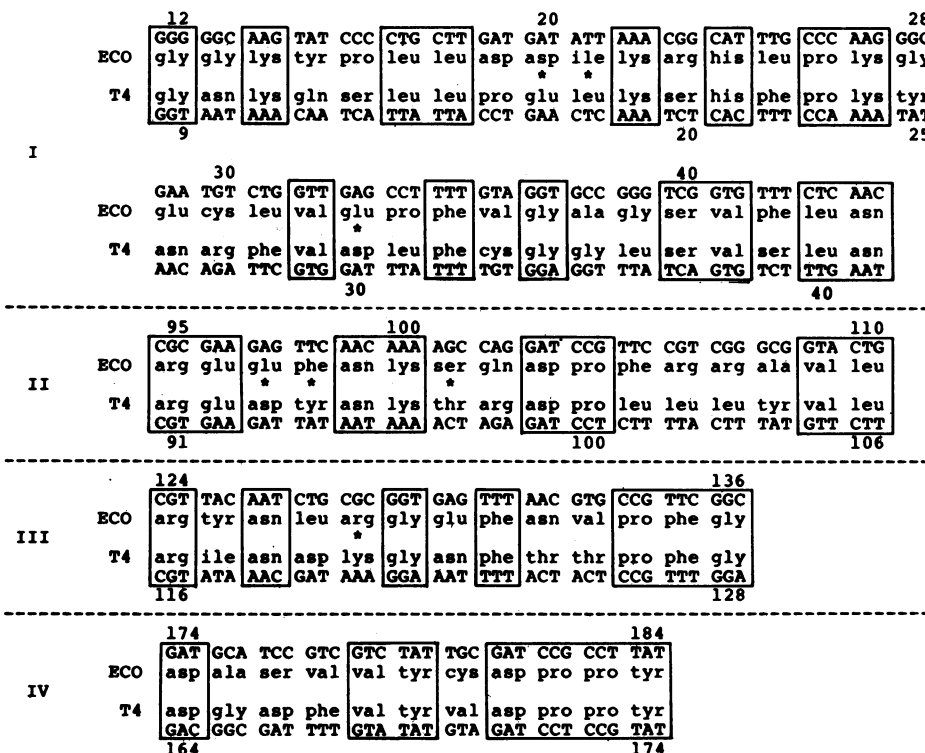 12 20 28
GGG GGC AAG TAT CCC CTG CTT GAT GAT ATT AAA CGG CAT TTG CCC AAG GGC
ECO gly gly lys tyr pro leu leu asp asp ile lys arg his leu pro lys gly
* *
T4 gly asn lys gln ser leu leu pro glu leu lys ser his phe pro lys tyr
GGT AAT AAA CAA TCA TTA TTA CCT GAA CTC AAA TCT CAC TTT CCA AAA TAT
9 20 25
I
30 40
GAA TGT CTG GTT GAG CCT TTT GTA GGT GCC GGG TCG GTG TTT CTC AAC
ECO glu cys leu val glu pro phe val gly ala gly ser val phe leu asn
*
T4 asn arg phe val asp leu phe cys gly gly leu ser val ser leu asn
AAC AGA TTC GTG GAT TTA TTT TGT GGA GGT TTA TCA GTG TCT TTG AAT
30 40
95 100 110
CGC GAA GAG TTC AAC AAA AGC CAG GAT CCG TTC CGT CGG GCG GTA CTG
ECO arg glu glu phe asn lys ser gln asp pro phe arg arg ala val leu
II * * *
T4 arg glu asp tyr asn lys thr arg asp pro leu leu leu tyr val leu
CGT GAA GAT TAT AAT AAA ACT AGA GAT CCT CTT TTA CTT TAT GTT CTT
91 100 106
124 136
CGT TAC AAT CTG CGC GGT GAG TTT AAC GTG CCG TTC GGC
ECO arg tyr asn leu arg gly glu phe asn val pro phe gly
III *
T4 arg ile asn asp lys gly asn phe thr thr pro phe gly
CGT ATA AAC GAT AAA GGA AAT TTT ACT ACT CCG TTT GGA
116 128
174 184
GAT GCA TCC GTC GTC TAT TGC GAT CCG CCT TAT
ECO asp ala ser val val tyr cys asp pro pro tyr
IV
T4 asp gly asp phe val tyr val asp pro pro tyr
GAC GGC GAT TTT GTA TAT GTA GAT CCT CCG TAT
164 174